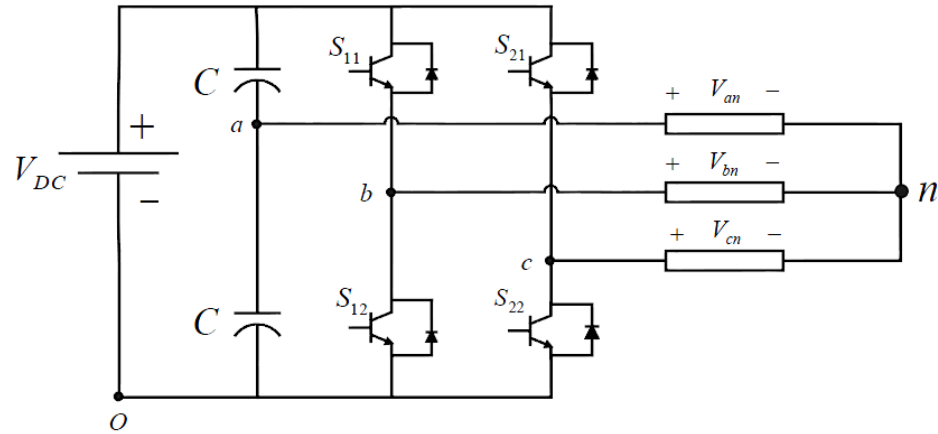 S11
S21
C
+ Van −
a
+
VDC
−
+ Vbn −
b
n
+ Vcn −
c
S12
S22
C
O